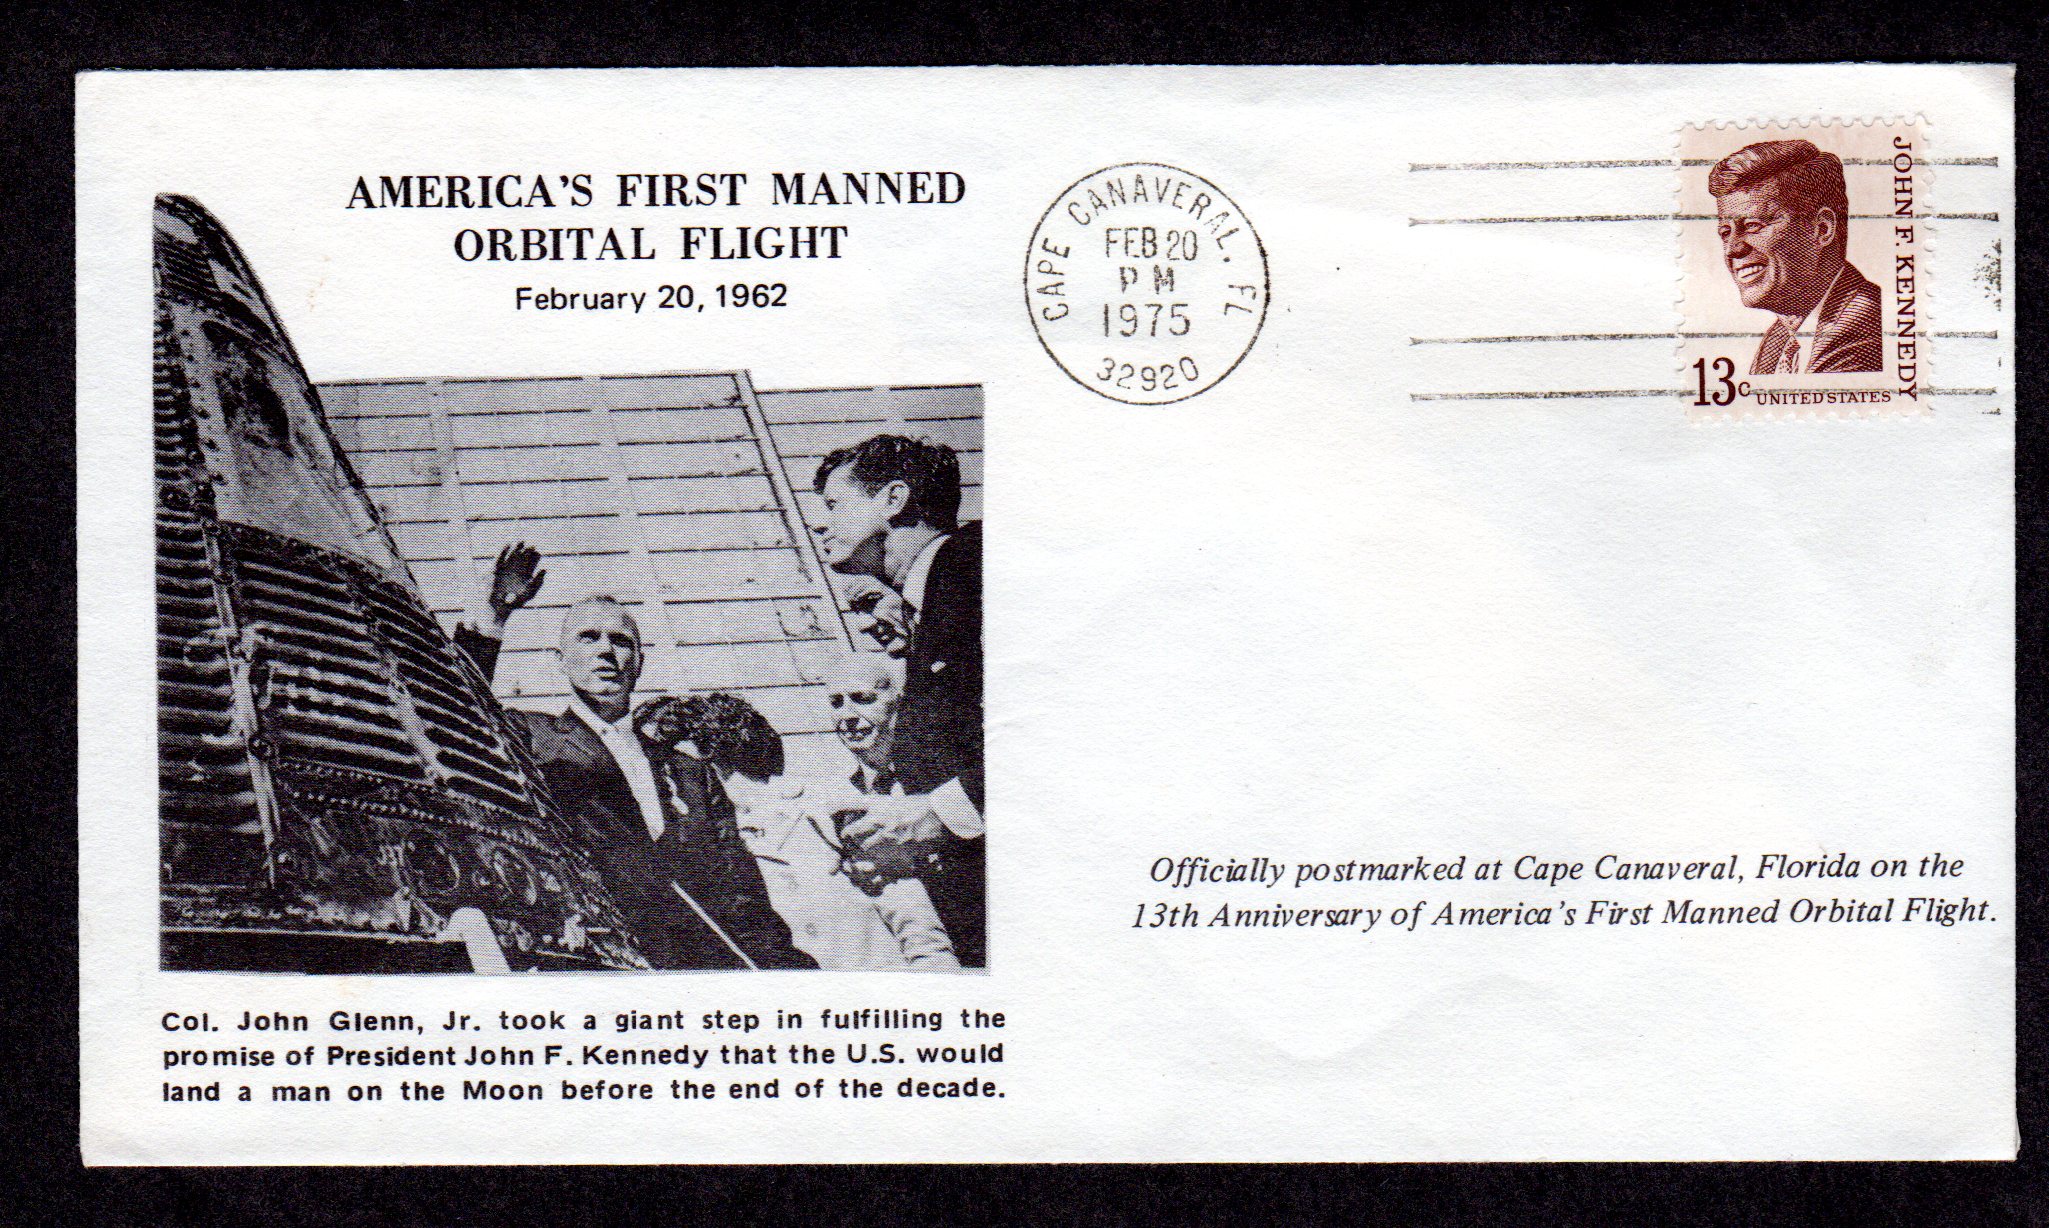 AMERICA'S FIRST MANNED
ORBITAL FLIGHT
February 20, 1962
CAPE CANAVERAL. FL
FEB 20
PM
1975
32920
JOHN F. KENNEDY
13c
UNITED STATES
Officially postmarked at Cape Canaveral, Florida on the
13th Anniversary of America's First Manned Orbital Flight.
Col. John Glenn, Jr. took a giant step in fulfilling the
promise of President John F. Kennedy that the U.S. would
land a man on the Moon before the end of the decade.